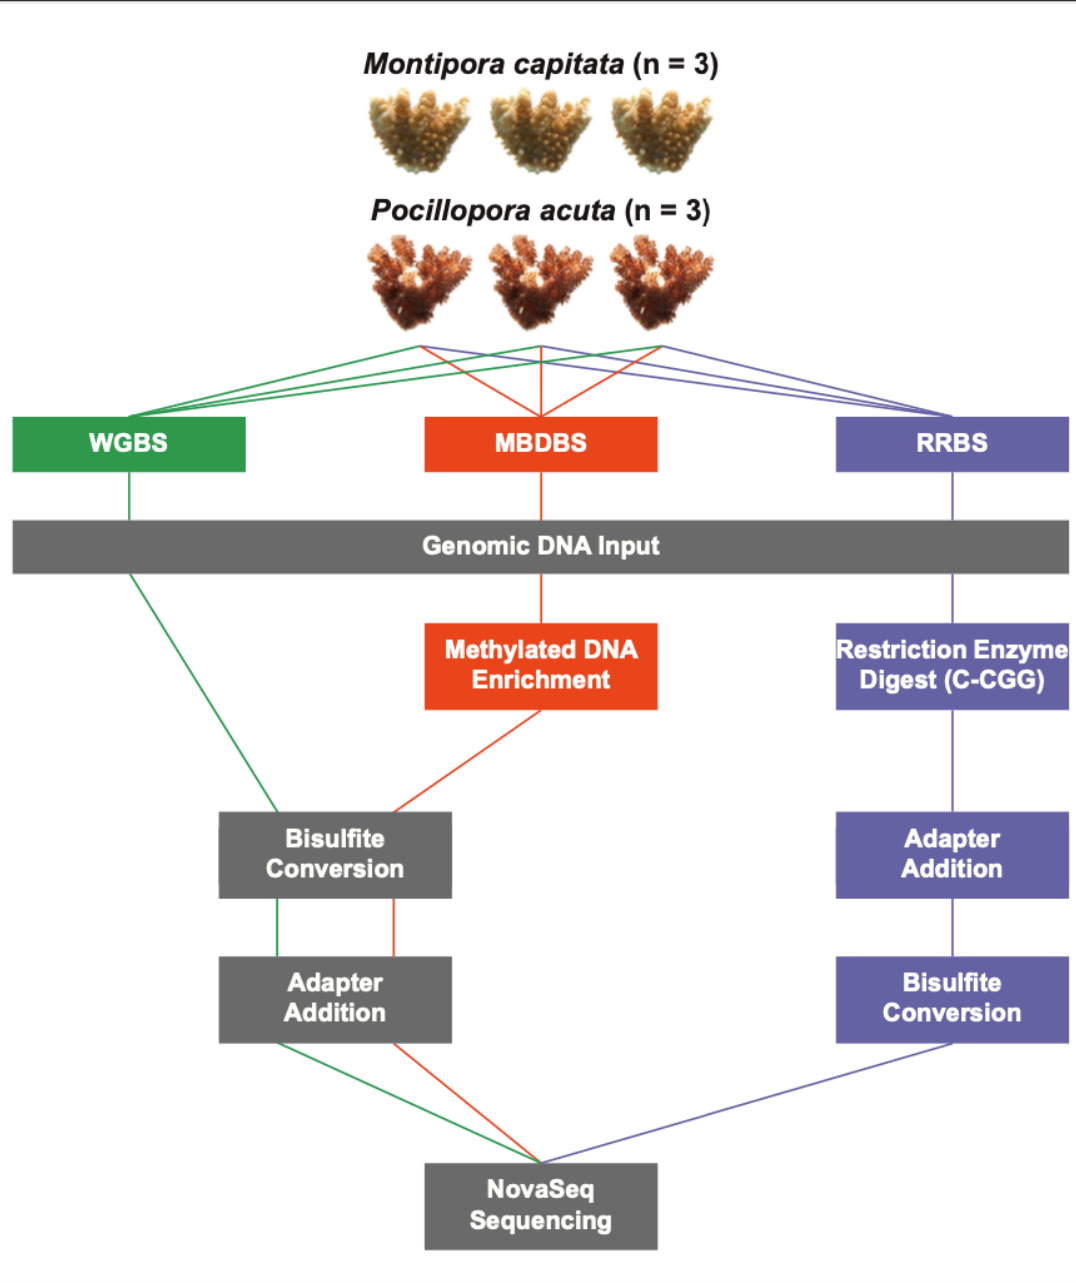 Montipora capitata (n = 3)
Pocillopora acuta (n = 3)
WGBS
MBDBS
RRBS
Genomic DNA Input
Methylated DNA
Enrichment
Restriction Enzyme
Digest (C-CGG)
Bisulfite
Conversion
Adapter
Addition
Adapter
Addition
Bisulfite
Conversion
NovaSeq
Sequencing